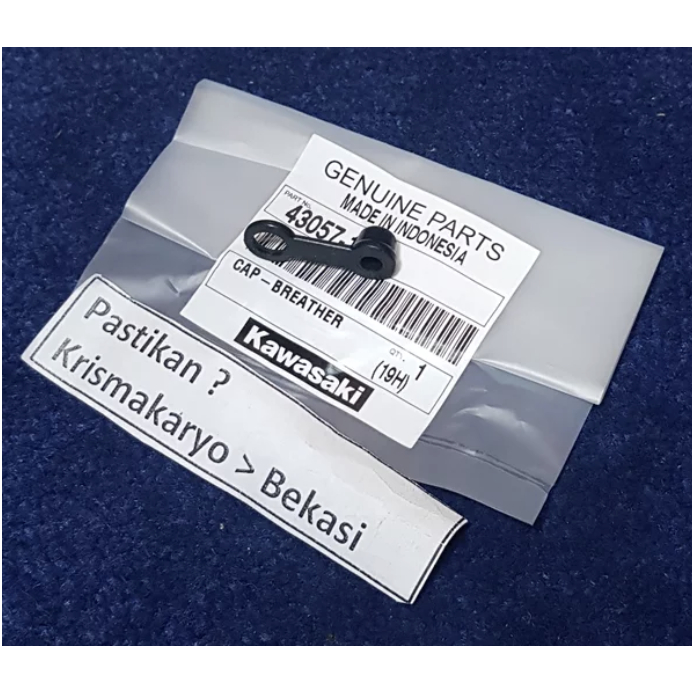 GENUINE PARTS
MADE IN INDONESIA
PART No.
43057-
CAP-BREATHER
QTY. 1
(19H)
Kawasaki
Pastikan ?
Krismakaryo > Bekasi